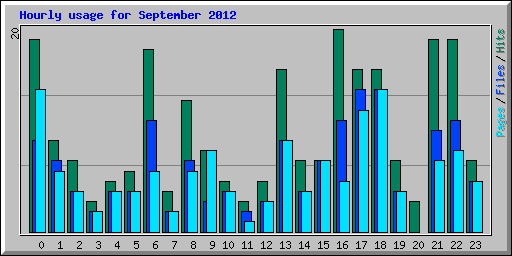 Hourly usage for September 2012
20
Pages/Files/Hits
0 1 2 3 4 5 6 7 8 9 10 11 12 13 14 15 16 17 18 19 20 21 22 23